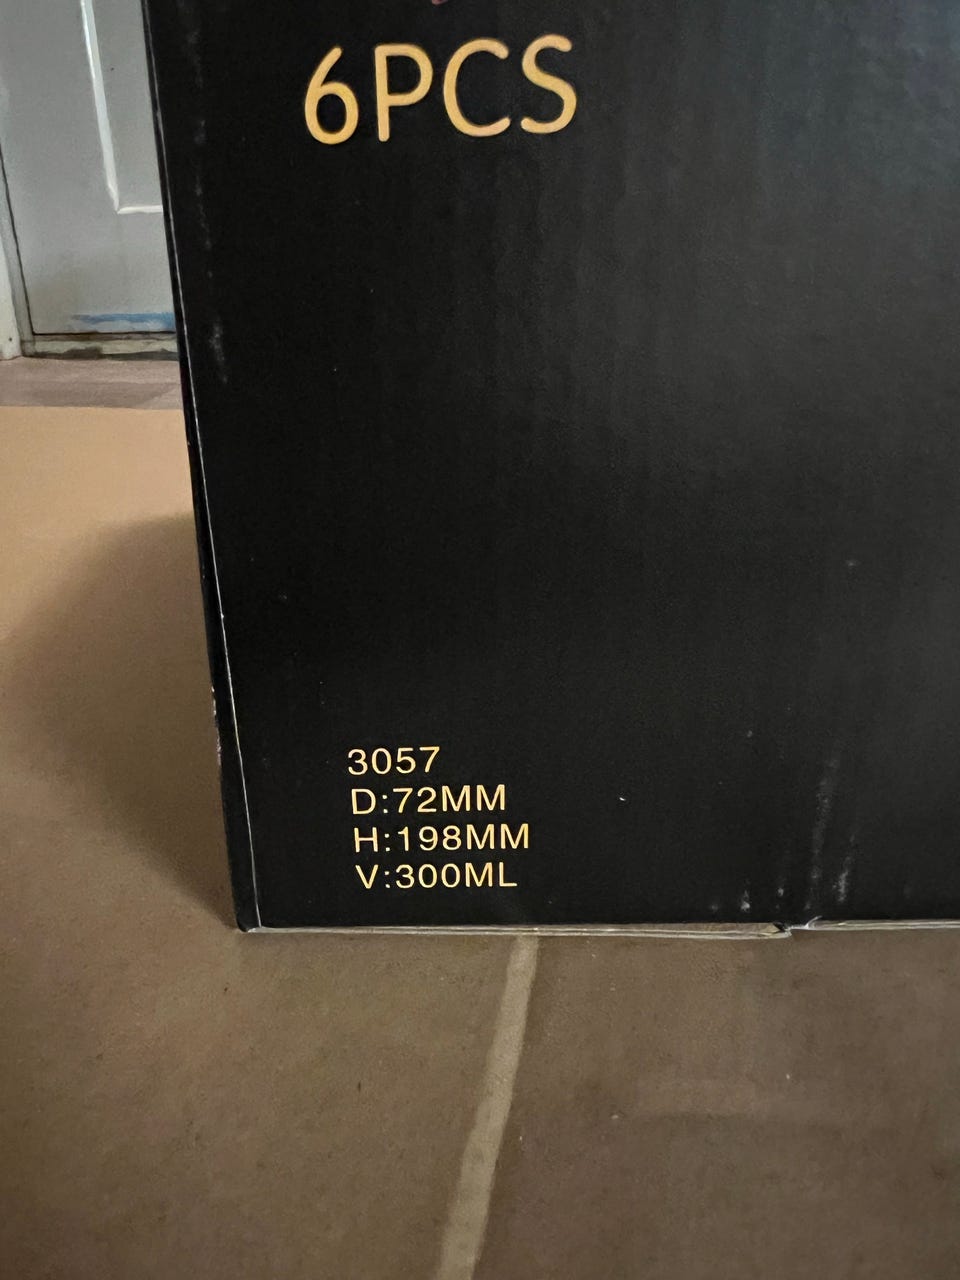 6PCS
3057
D:72MM
H:198MM
V:300ML